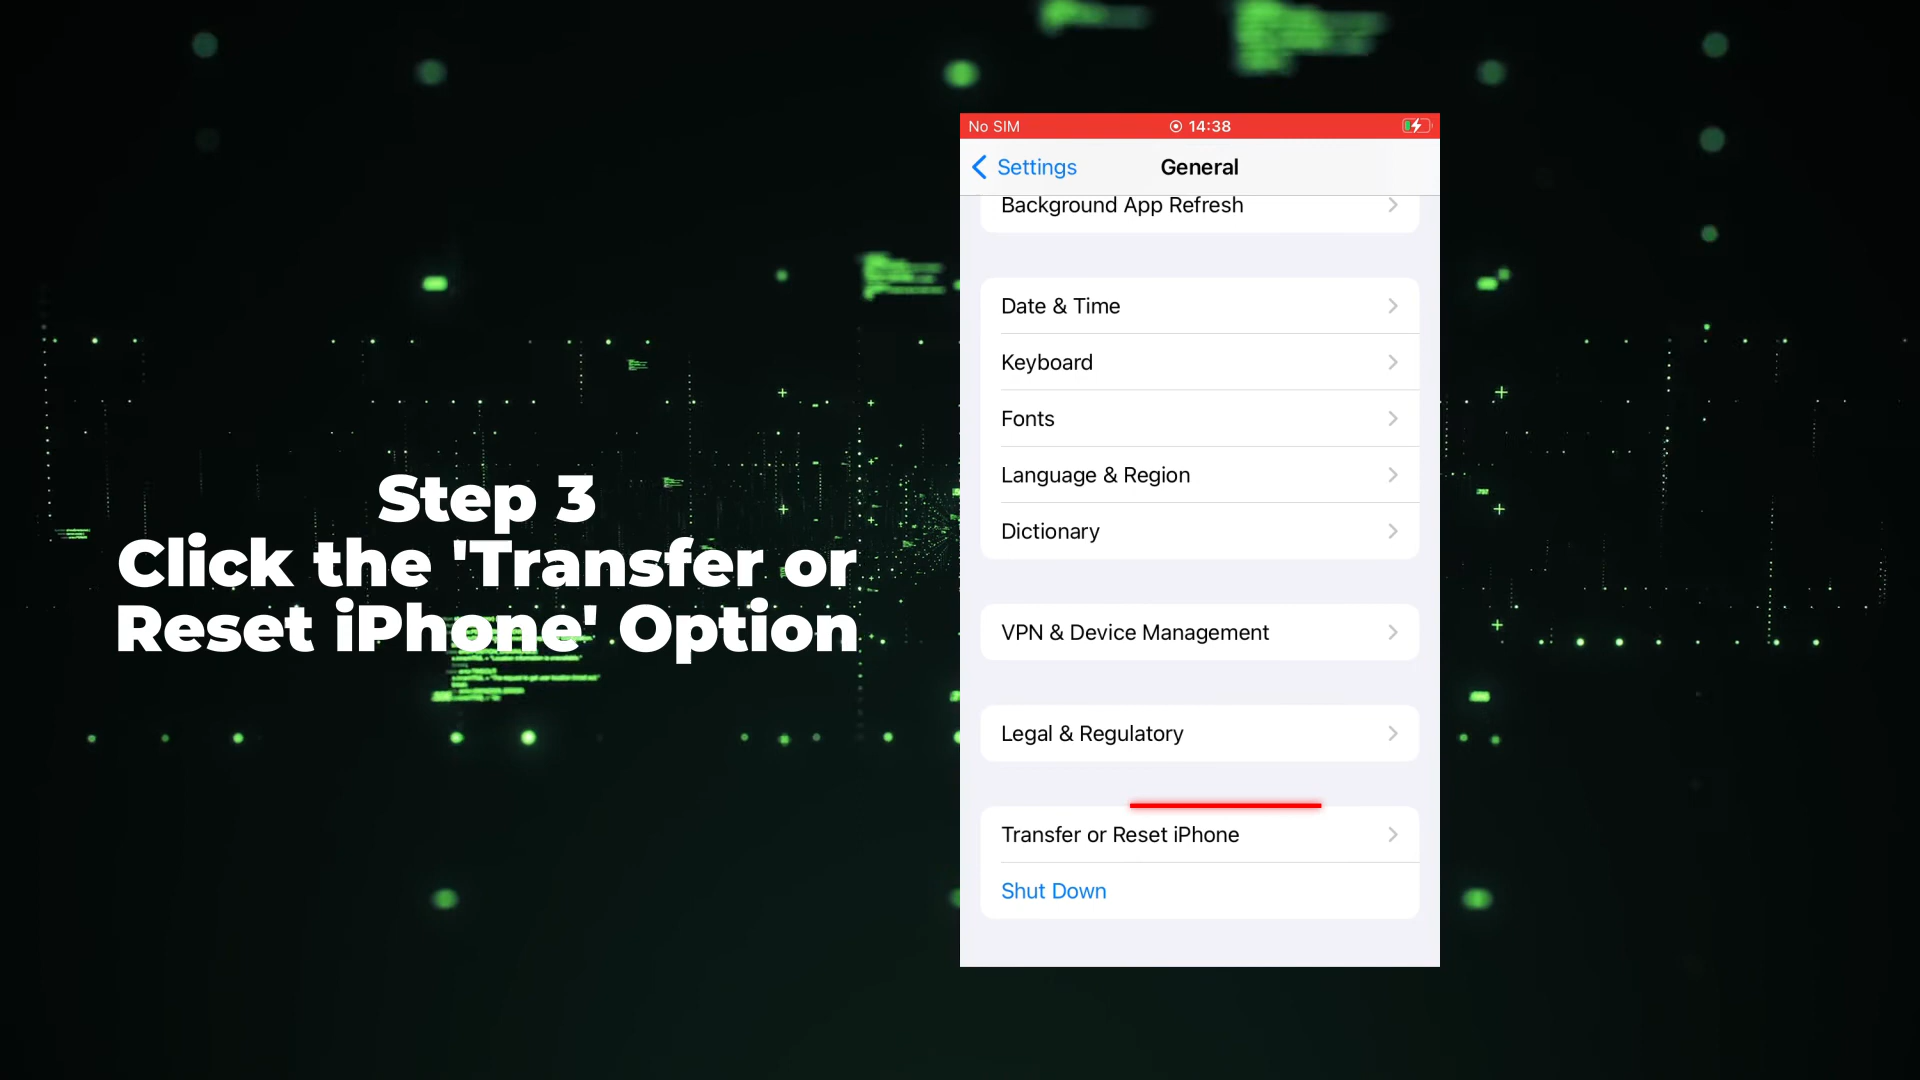 Step 3
Click the 'Transfer or
Reset iPhone' Option
No SIM
14:38
Settings
General
Background App Refresh
Date & Time
Keyboard
Fonts
Language & Region
Dictionary
VPN & Device Management
Legal & Regulatory
Transfer or Reset iPhone
Shut Down